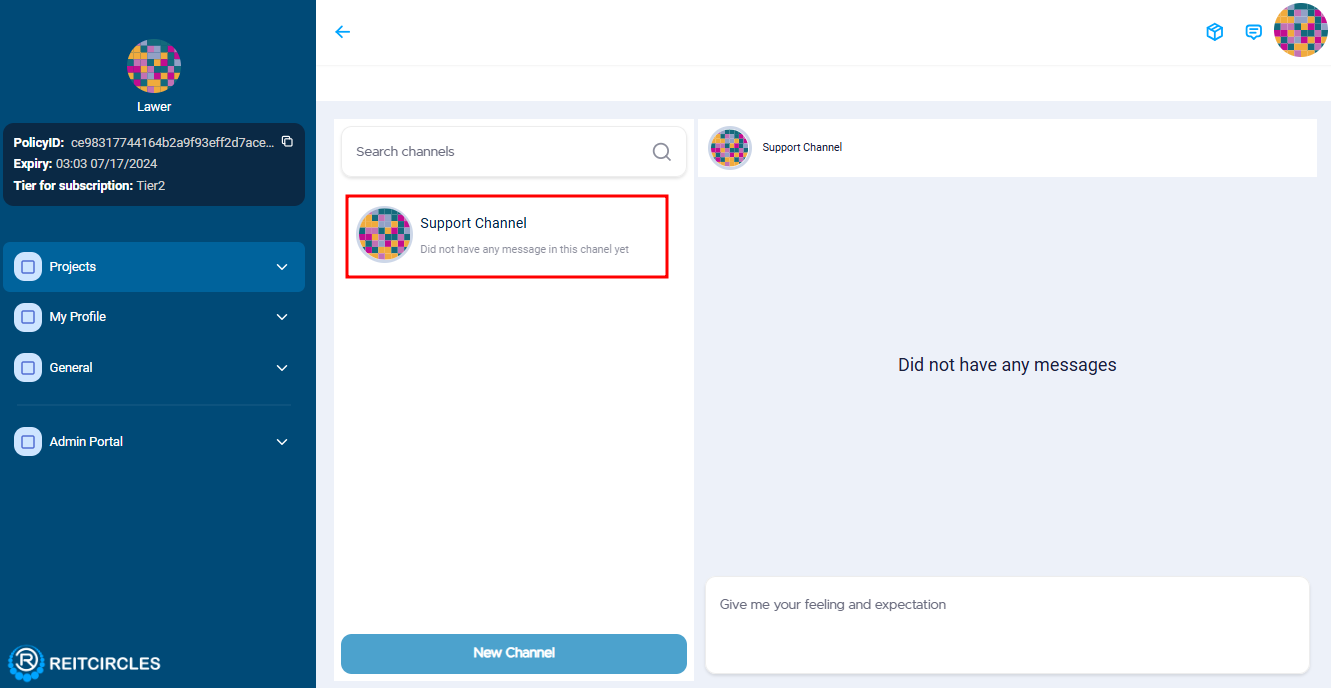 Lawer
PolicyID: ce98317744164b2a9f93eff2d7ace...
Expiry: 03:03 07/17/2024
Tier for subscription: Tier2
Projects
My Profile
General
Admin Portal
REITCIRCLES
Search channels
Support Channel
Did not have any message in this chanel yet
New Channel
Support Channel
Did not have any messages
Give me your feeling and expectation